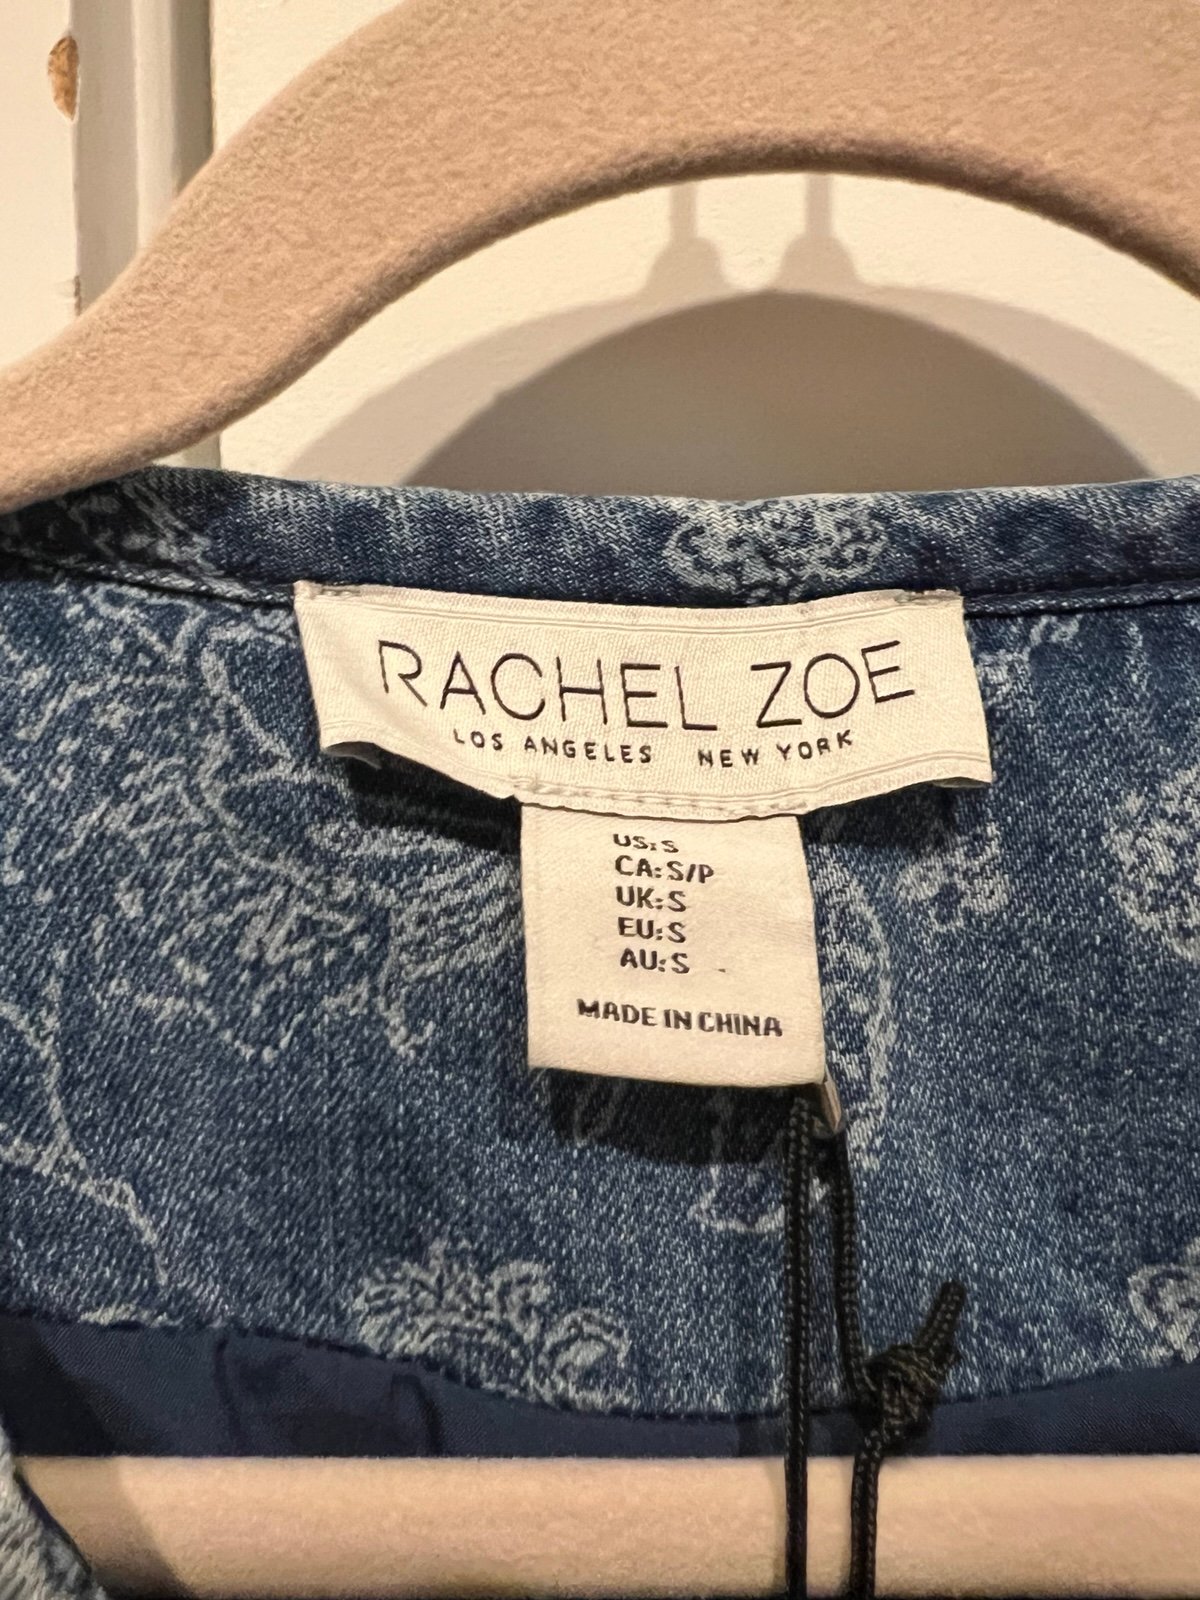 RACHEL ZOE
LOS ANGELES NEW YORK
US: S
CA: S/P
UK: S
EU: S
AU: S
MADE IN CHINA